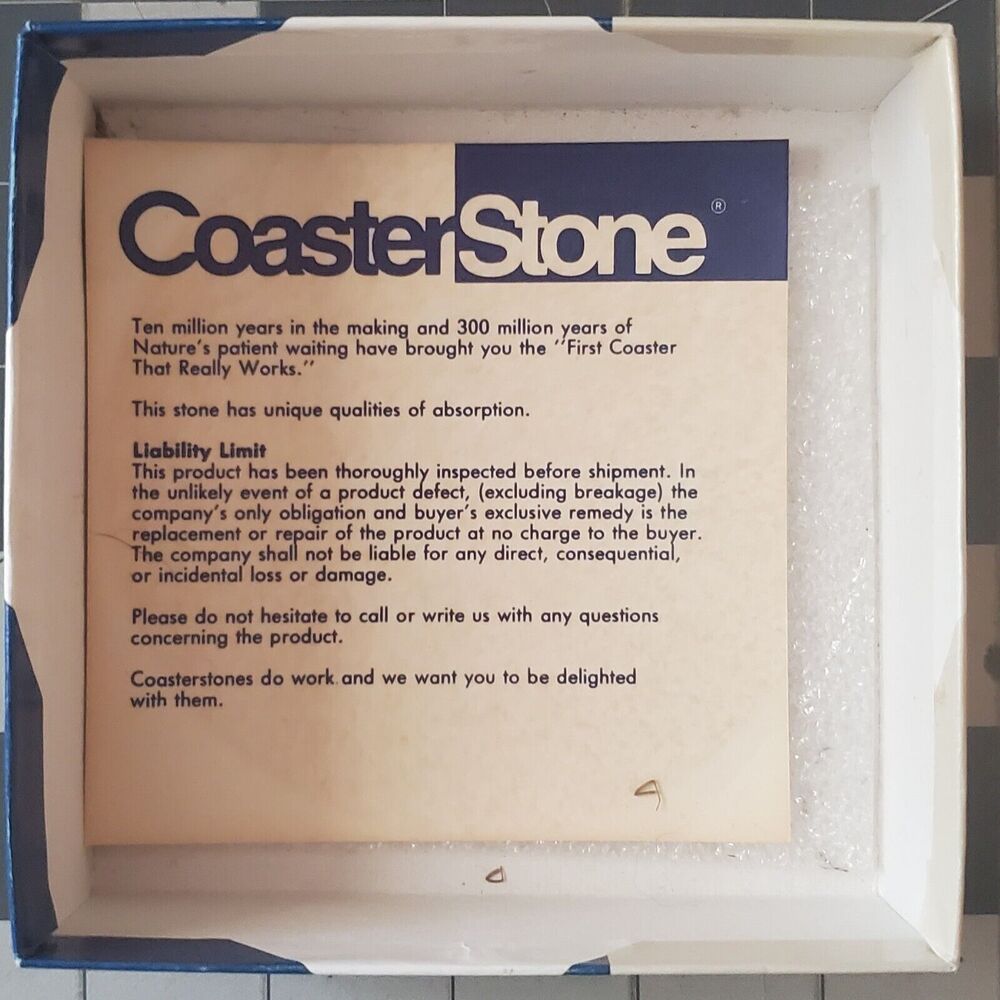 CoasterStone ®
Ten million years in the making and 300 million years of
Nature's patient waiting have brought you the ''First Coaster
That Really Works.''
This stone has unique qualities of absorption.
Liability Limit
This product has been thoroughly inspected before shipment. In
the unlikely event of a product defect, (excluding breakage) the
company's only obligation and buyer's exclusive remedy is the
replacement or repair of the product at no charge to the buyer.
The company shall not be liable for any direct, consequential,
or incidental loss or damage.
Please do not hesitate to call or write us with any questions
concerning the product.
Coasterstones do work and we want you to be delighted
with them.